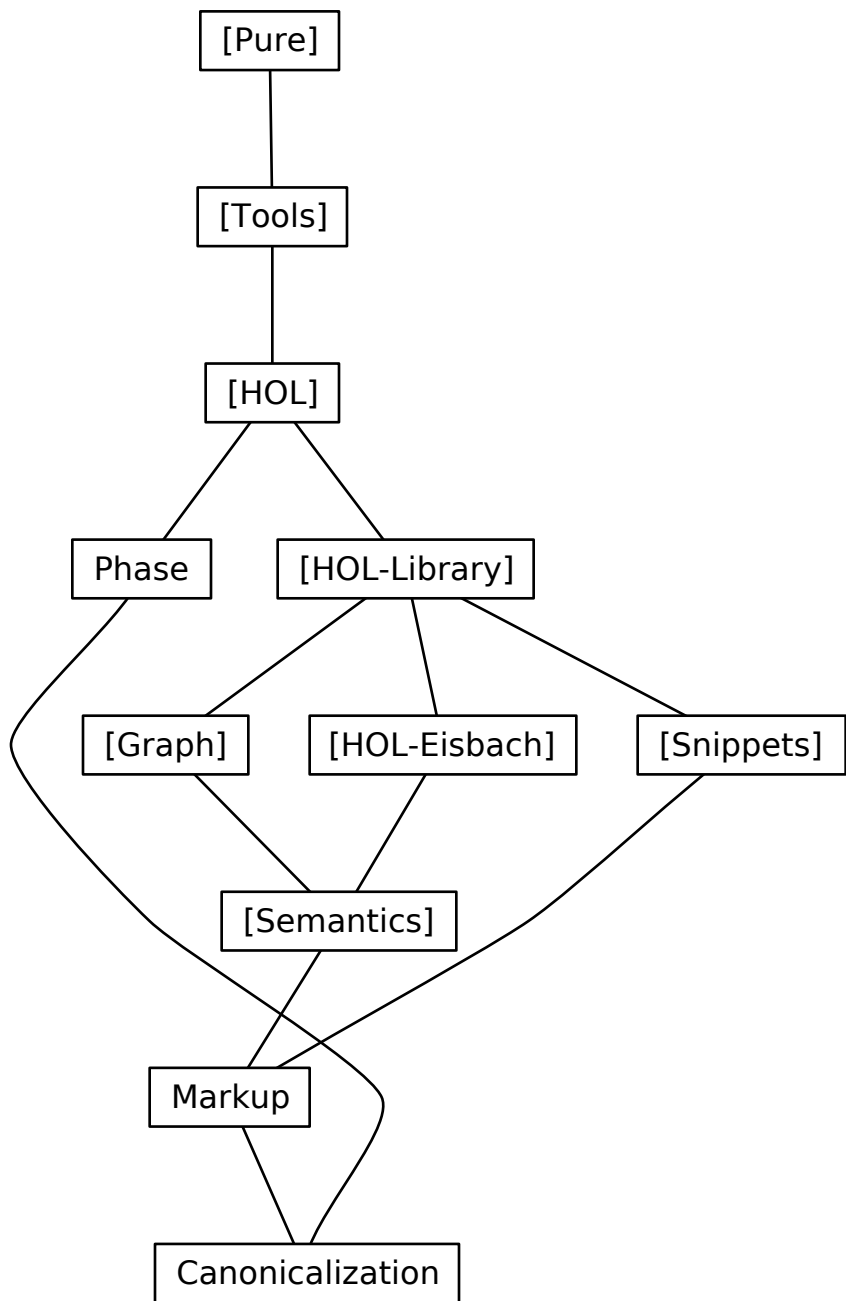 [Pure]
[Tools]
[HOL]
Phase
[HOL-Library]
[Graph]
[HOL-Eisbach]
[Snippets]
[Semantics]
Markup
Canonicalization